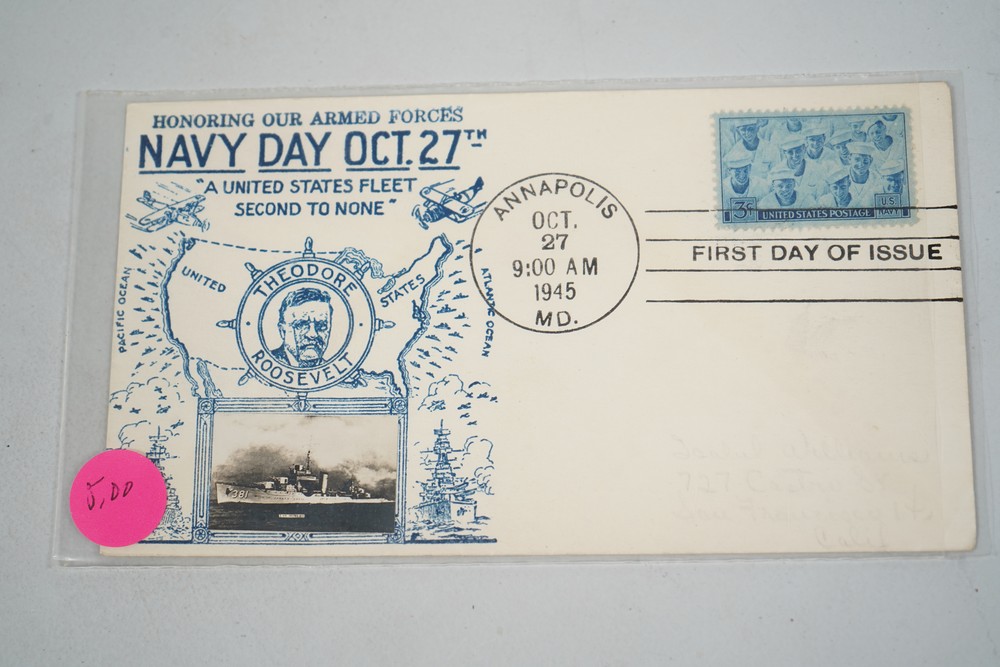 HONORING OUR ARMED FORCES
NAVY DAY OCT. 27TH
"A UNITED STATES FLEET
SECOND TO NONE"
PACIFIC OCEAN
UNITED
STATES
ATLANTIC OCEAN
THEODORE
ROOSEVELT
381
5,00
ANNAPOLIS
OCT.
27
9:00 AM
1945
MD.
3¢
UNITED STATES POSTAGE
U.S.
NAVY
FIRST DAY OF ISSUE